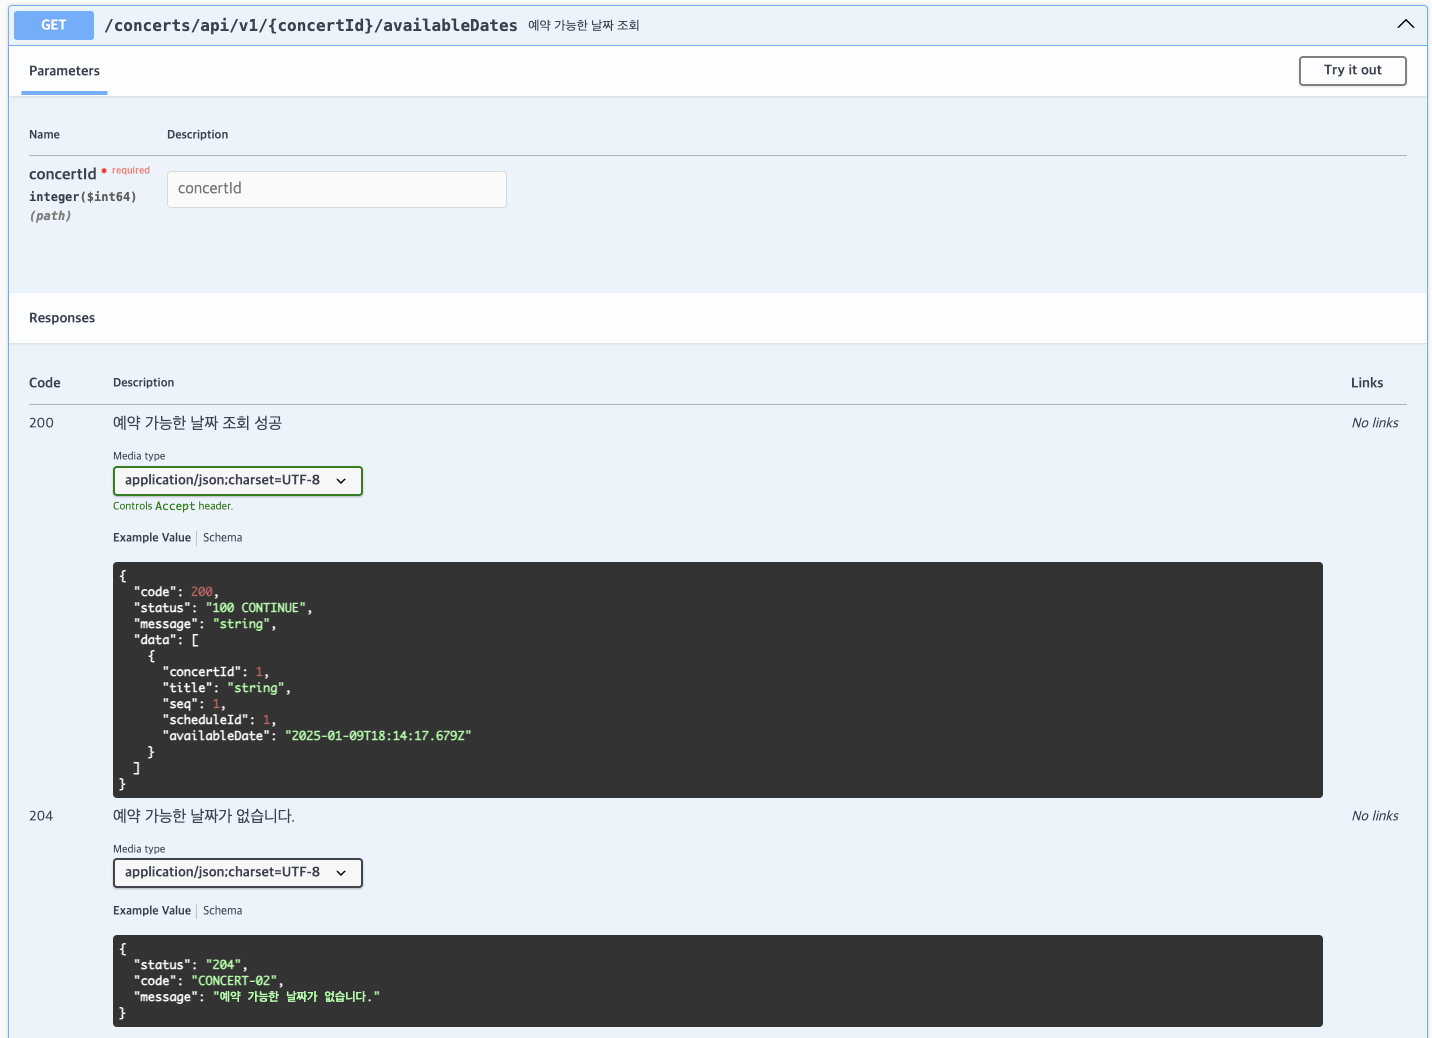 GET /concerts/api/v1/{concertId}/availableDates 예약 가능한 날짜 조회
Parameters
Try it out
Name Description
concertId * required
integer($int64)
(path)
concertId
Responses
Code Description Links
200 예약 가능한 날짜 조회 성공 No links
Media type
application/json;charset=UTF-8
Controls Accept header.
Example Value Schema
{
  "code": 200,
  "status": "100 CONTINUE",
  "message": "string",
  "data": [
    {
      "concertId": 1,
      "title": "string",
      "seq": 1,
      "scheduleId": 1,
      "availableDate": "2025-01-09T18:14:17.679Z"
    }
  ]
}
204 예약 가능한 날짜가 없습니다. No links
Media type
application/json;charset=UTF-8
Example Value Schema
{
  "status": "204",
  "code": "CONCERT-02",
  "message": "예약 가능한 날짜가 없습니다."
}